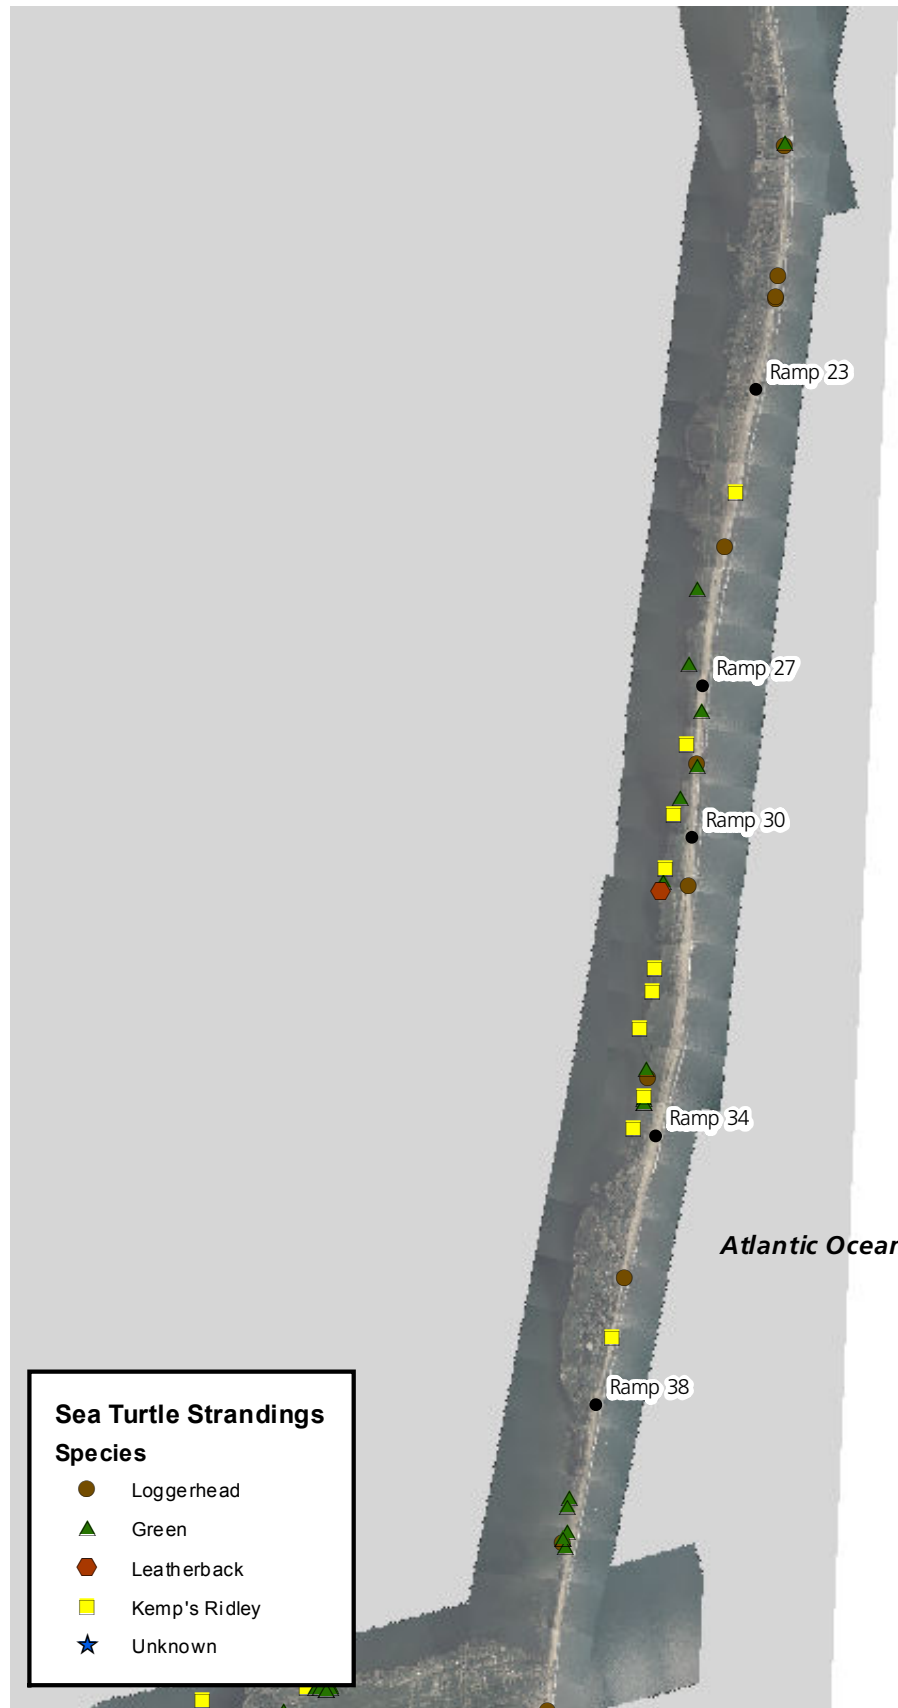 Ramp 23
Ramp 27
Ramp 30
Ramp 34
Atlantic Ocean
Ramp 38
Sea Turtle Strandings
Species
Loggerhead
Green
Leatherback
Kemp's Ridley
Unknown